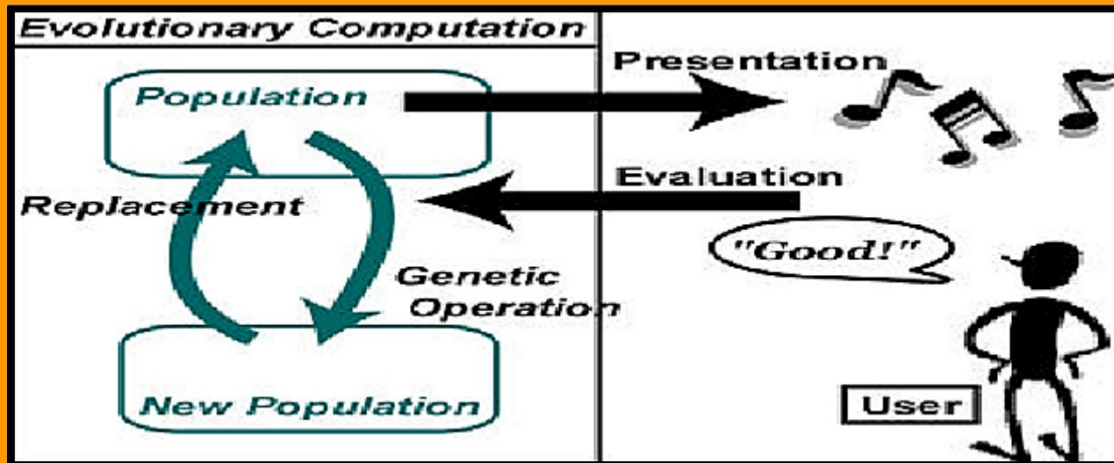 Evolutionary Computation
Population
Replacement
Genetic
Operation
New Population
Presentation
Evaluation
"Good!"
User